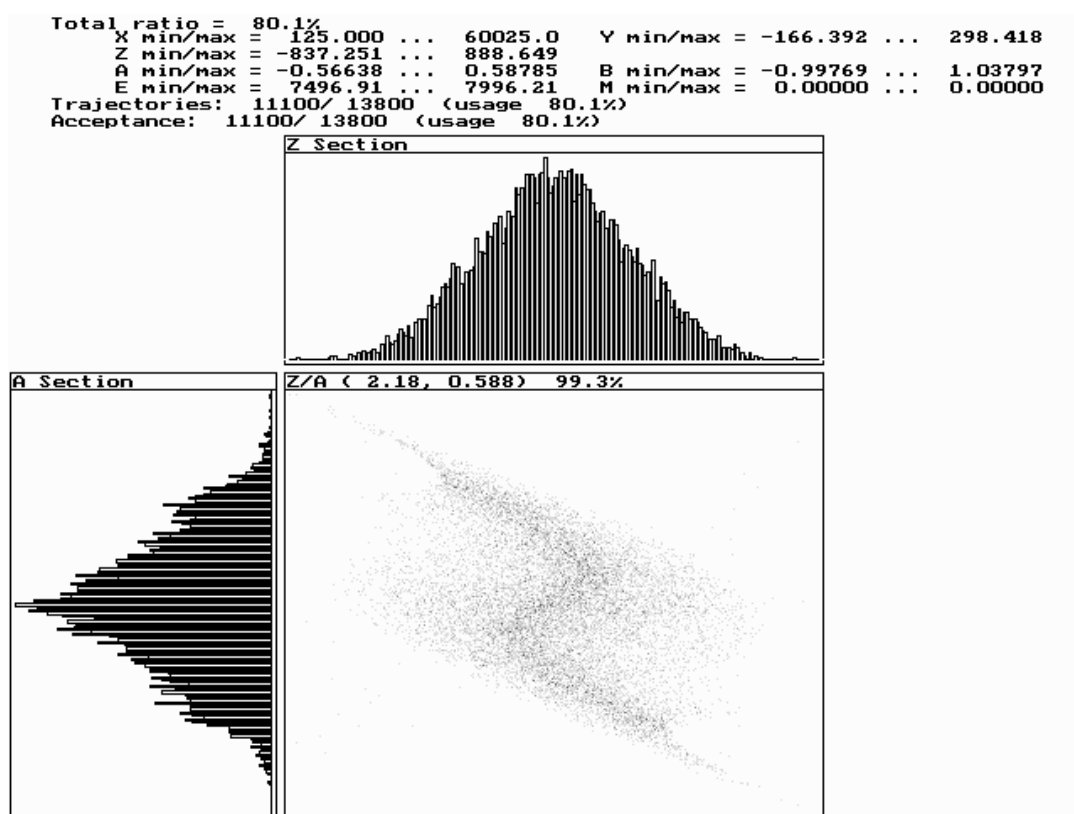 Total ratio =  80.1%
X min/max =  125.000 ...  60025.0   Y min/max = -166.392 ...  298.418
Z min/max = -837.251 ...  888.649
A min/max = -0.56638 ...  0.58785   B min/max = -0.99769 ...  1.03797
E min/max =  7496.91 ...  7996.21   M min/max =  0.00000 ...  0.00000
Trajectories:  11100/ 13800  (usage  80.1%)
Acceptance:  11100/ 13800  (usage  80.1%)
Z Section
A Section
Z/A ( 2.18, 0.588)  99.3%